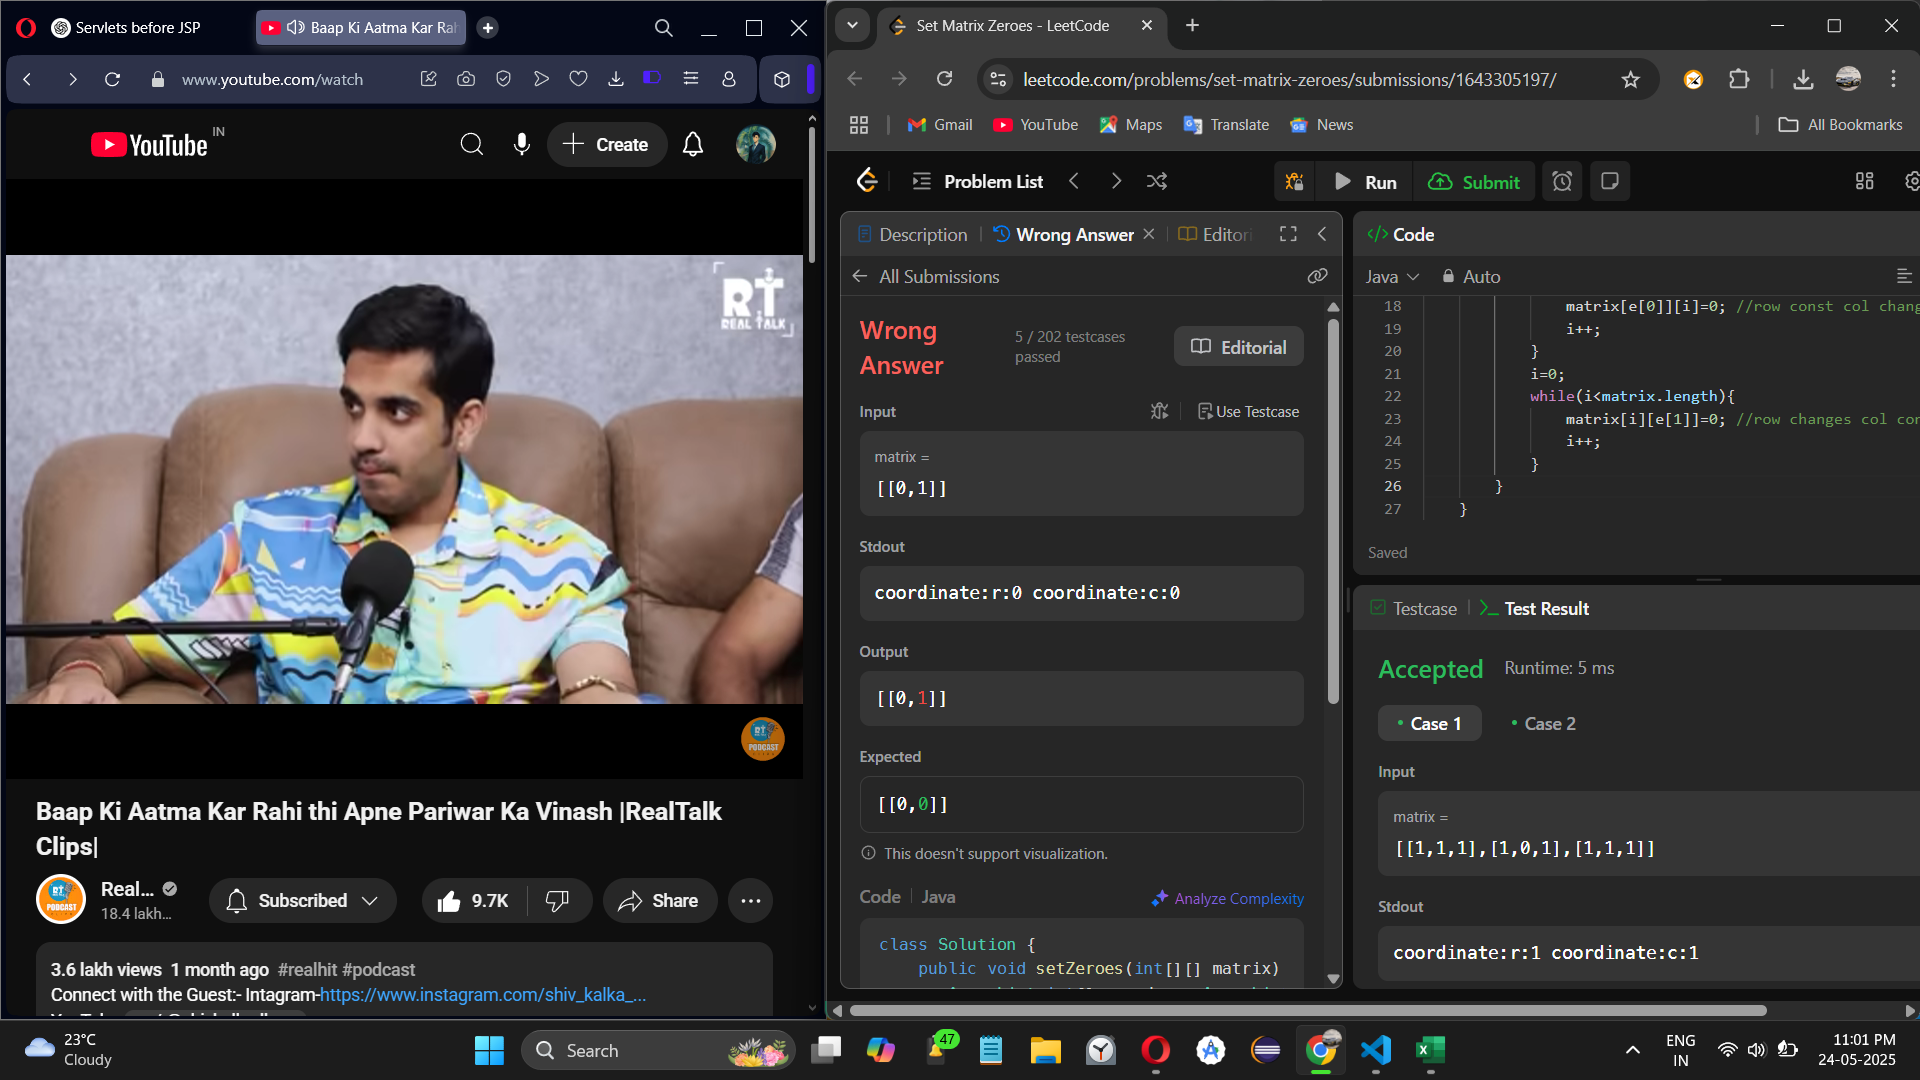 Servlets before JSP
Baap Ki Aatma Kar Rah
www.youtube.com/watch
YouTube IN
Create
RT
REAL TALK
RT
PODCAST
Baap Ki Aatma Kar Rahi thi Apne Pariwar Ka Vinash |RealTalk
Clips|
RT
PODCAST
Real...
18.4 lakh...
Subscribed
9.7K
Share
3.6 lakh views 1 month ago #realhit #podcast
Connect with the Guest:- Intagram-https://www.instagram.com/shiv_kalka_...
Set Matrix Zeroes - LeetCode
leetcode.com/problems/set-matrix-zeroes/submissions/1643305197/
Gmail
YouTube
Maps
Translate
News
All Bookmarks
Problem List
Run
Submit
Description
Wrong Answer
Editori
All Submissions
Wrong
Answer
5 / 202 testcases
passed
Editorial
Input
Use Testcase
matrix =
[[0,1]]
Stdout
coordinate:r:0 coordinate:c:0
Output
[[0,1]]
Expected
[[0,0]]
This doesn't support visualization.
Code
Java
Analyze Complexity
class Solution {
public void setZeroes(int[][] matrix)
Code
Java
Auto
18 matrix[e[0]][i]=0; //row const col chang
19 i++;
20 }
21 i=0;
22 while(i<matrix.length){
23 matrix[i][e[1]]=0; //row changes col con
24 i++;
25 }
26 }
27 }
Saved
Testcase
Test Result
Accepted
Runtime: 5 ms
Case 1
Case 2
Input
matrix =
[[1,1,1],[1,0,1],[1,1,1]]
Stdout
coordinate:r:1 coordinate:c:1
23°C
Cloudy
Search
47
ENG
IN
11:01 PM
24-05-2025